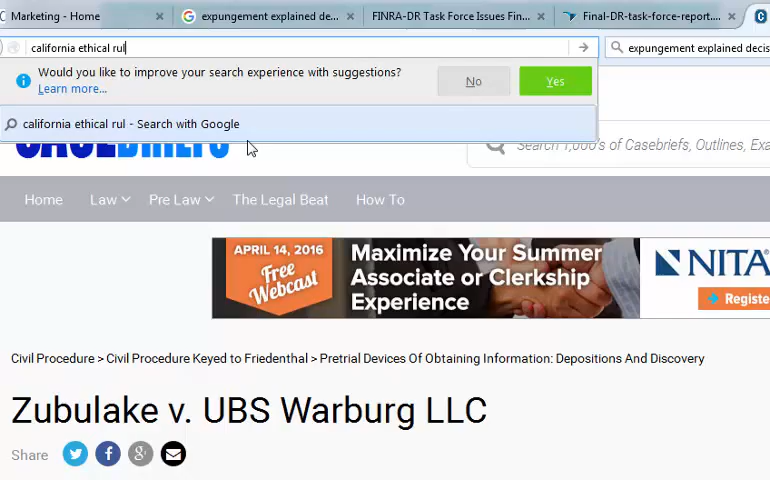 Marketing - Home × expungement explained de... × FINRA-DR Task Force Issues Fin... × Final-DR-task-force-report.... ×
california ethical rul expungement explained decis
Would you like to improve your search experience with suggestions?
Learn more...
No Yes
california ethical rul - Search with Google
CASEBRIEFS Search 1,000's of Casebriefs, Outlines, Exa
Home Law Pre Law The Legal Beat How To
APRIL 14, 2016
Free
Webcast
Maximize Your Summer
Associate or Clerkship
Experience
NITA
Registe
Civil Procedure > Civil Procedure Keyed to Friedenthal > Pretrial Devices Of Obtaining Information: Depositions And Discovery
Zubulake v. UBS Warburg LLC
Share